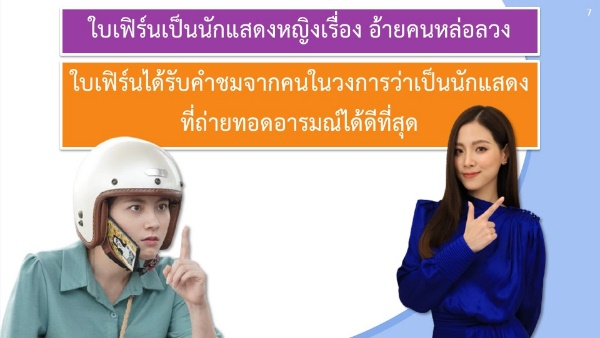 7
ใบเฟิร์นเป็นนักแสดงหญิงเรื่อง อ้ายคนหล่อลวง
ใบเฟิร์นได้รับคำชมจากคนในวงการว่าเป็นนักแสดง
ที่ถ่ายทอดอารมณ์ได้ดีที่สุด